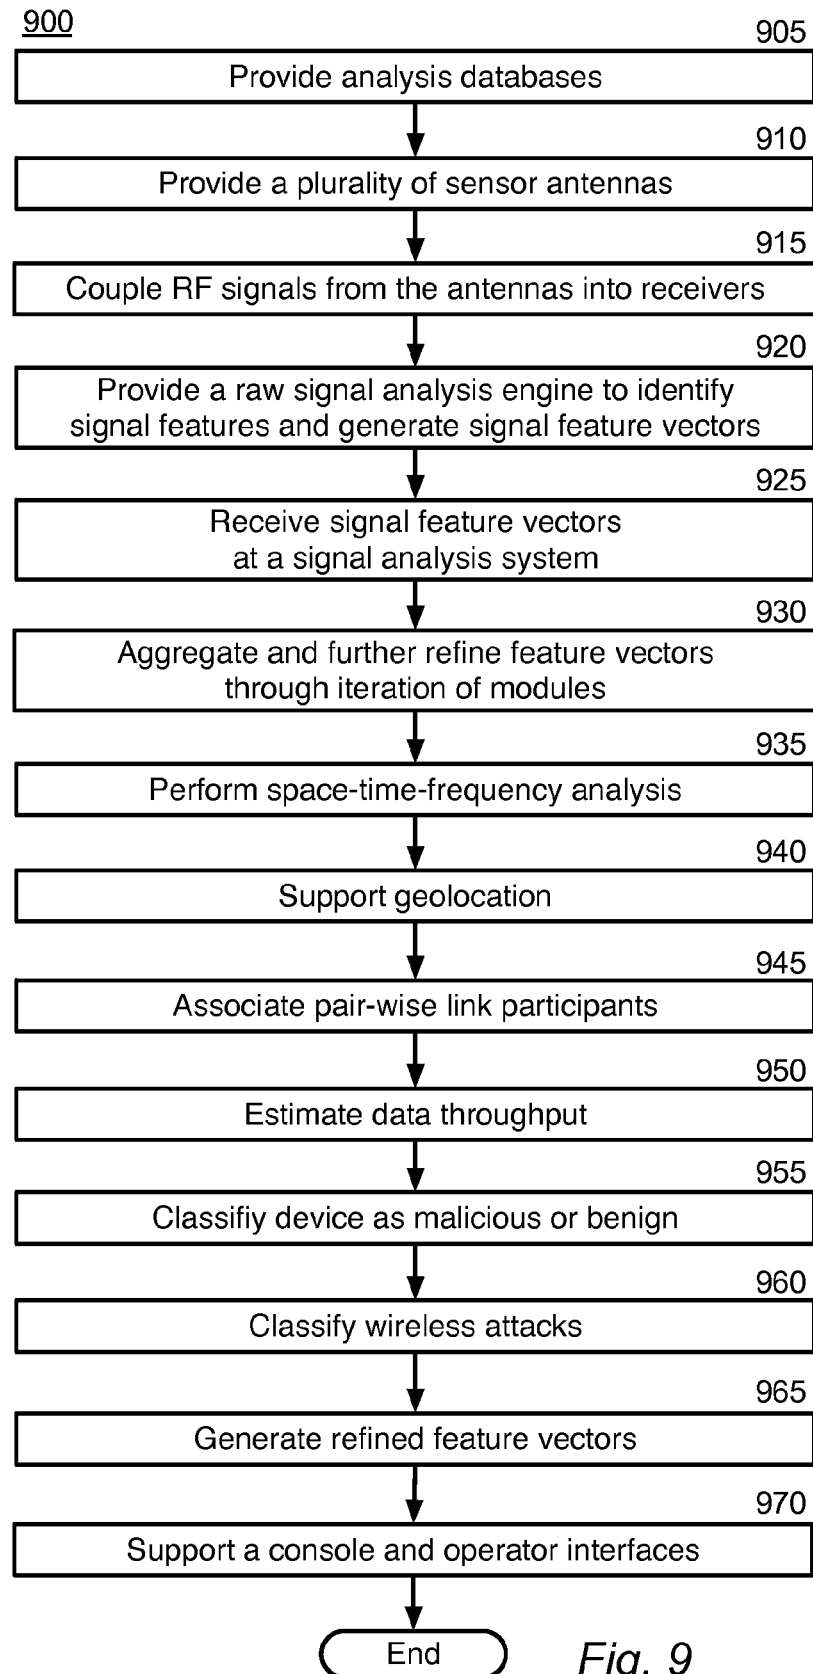 900
905
Provide analysis databases
910
Provide a plurality of sensor antennas
915
Couple RF signals from the antennas into receivers
920
Provide a raw signal analysis engine to identify
signal features and generate signal feature vectors
925
Receive signal feature vectors
at a signal analysis system
930
Aggregate and further refine feature vectors
through iteration of modules
935
Perform space-time-frequency analysis
940
Support geolocation
945
Associate pair-wise link participants
950
Estimate data throughput
955
Classifiy device as malicious or benign
960
Classify wireless attacks
965
Generate refined feature vectors
970
Support a console and operator interfaces
End
Fig. 9